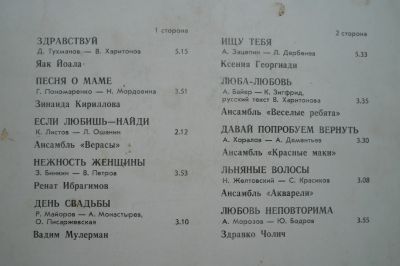 1 сторона
ЗДРАВСТВУЙ
Д. Тухманов — В. Харитонов 5.15
Яак Йоала
ПЕСНЯ О МАМЕ
Г. Пономаренко — Н. Мордовина 3.51
Зинаида Кириллова
ЕСЛИ ЛЮБИШЬ—НАЙДИ
К. Листов — Л. Ошанин 2.12
Ансамбль «Верасы»
НЕЖНОСТЬ ЖЕНЩИНЫ
З. Бинкин — В. Петров 3.53
Ренат Ибрагимов
ДЕНЬ СВАДЬБЫ
Р. Майоров — А. Монастырев,
О. Писаржевская 3.10
Вадим Мулерман
2 сторона
ИЩУ ТЕБЯ
А. Зацепин — Л. Дербенев 5.33
Ксения Георгиади
ЛЮБА-ЛЮБОВЬ
А. Байер — К. Зигфрид,
русский текст В. Харитонова 3.35
Ансамбль «Веселые ребята»
ДАВАЙ ПОПРОБУЕМ ВЕРНУТЬ
А. Хоралов — А. Дементьев 3.30
Ансамбль «Красные маки»
ЛЬНЯНЫЕ ВОЛОСЫ
Н. Желтовский — С. Красиков 3.08
Ансамбль «Акварели»
ЛЮБОВЬ НЕПОВТОРИМА
А. Морозов — Ю. Бодров 3.55
Здравко Чолич